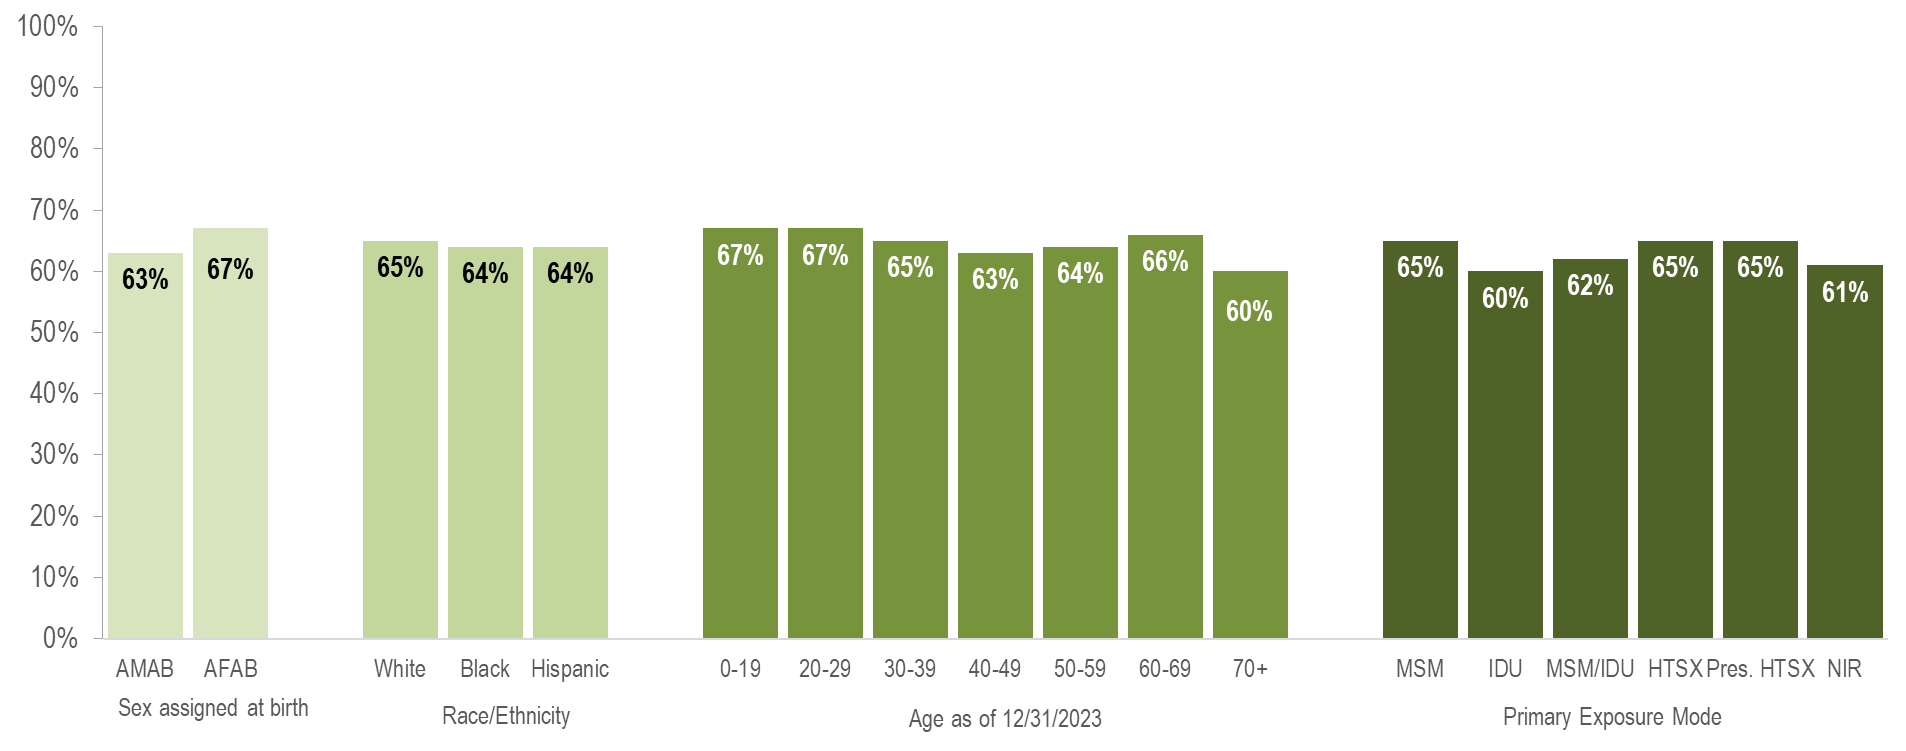 100%
90%
80%
70%
60%
50%
40%
30%
20%
10%
0%
63%
67%
65%
64%
64%
67%
67%
65%
63%
64%
66%
60%
65%
60%
62%
65%
65%
61%
AMAB
AFAB
White
Black
Hispanic
0-19
20-29
30-39
40-49
50-59
60-69
70+
MSM
IDU
MSM/IDU
HTSX
Pres. HTSX
NIR
Sex assigned at birth
Race/Ethnicity
Age as of 12/31/2023
Primary Exposure Mode